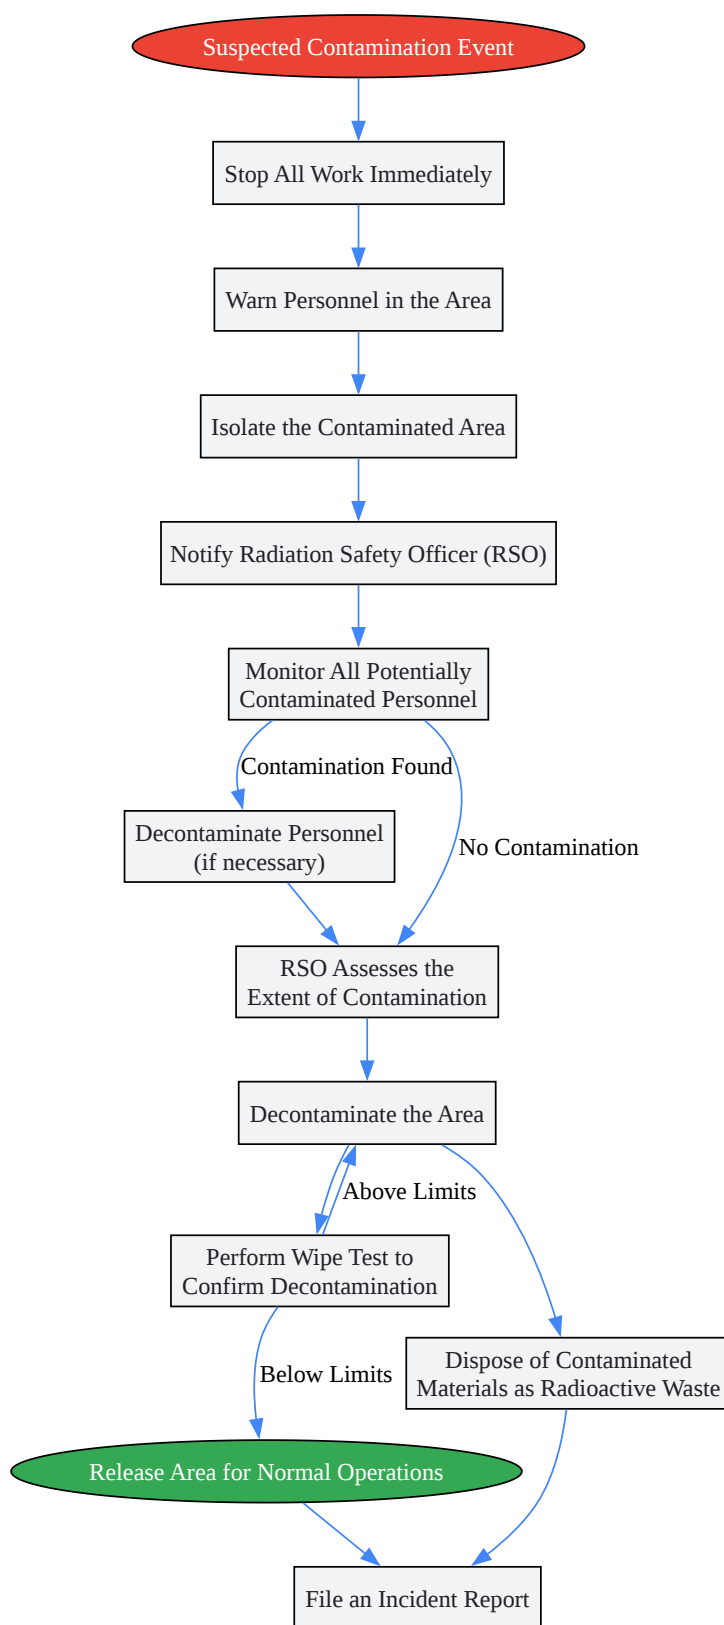 Suspected Contamination Event
Stop All Work Immediately
Warn Personnel in the Area
Isolate the Contaminated Area
Notify Radiation Safety Officer (RSO)
Monitor All Potentially
Contaminated Personnel
Contamination Found
Decontaminate Personnel
(if necessary)
No Contamination
RSO Assesses the
Extent of Contamination
Decontaminate the Area
Above Limits
Perform Wipe Test to
Confirm Decontamination
Below Limits
Dispose of Contaminated
Materials as Radioactive Waste
Release Area for Normal Operations
File an Incident Report